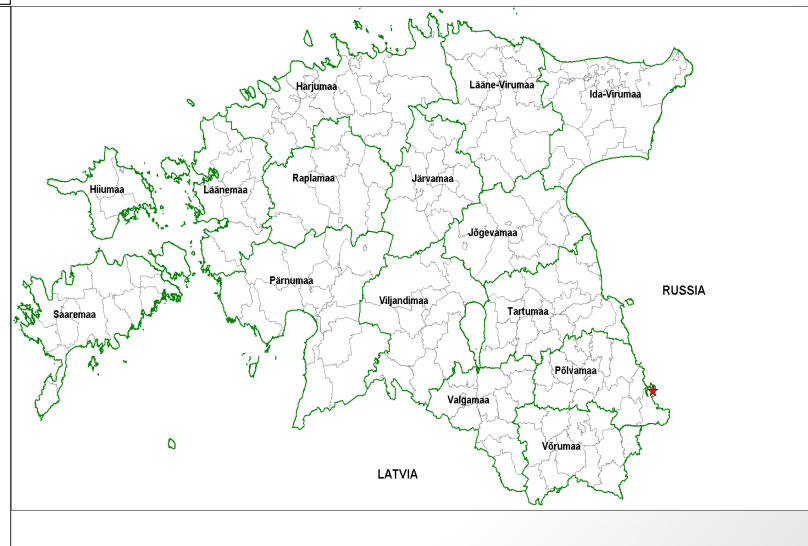 Harjumaa
Lääne-Virumaa
Ida-Virumaa
Hiiumaa
Läänemaa
Raplamaa
Järvamaa
Jõgevamaa
RUSSIA
Saaremaa
Pärnumaa
Viljandimaa
Tartumaa
Põlvamaa
Valgamaa
Võrumaa
LATVIA